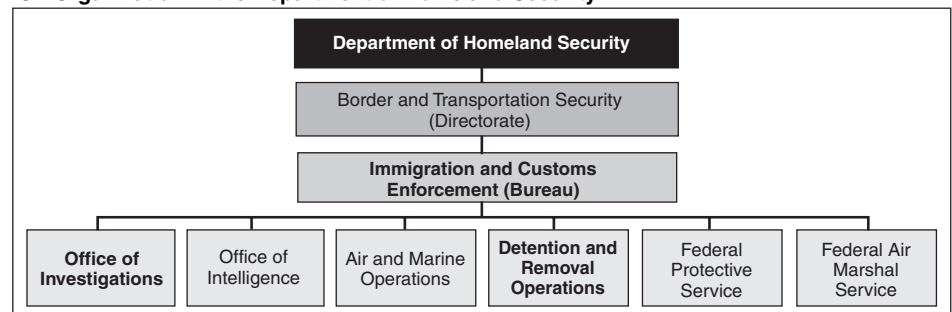 Department of Homeland Security
Border and Transportation Security
(Directorate)
Immigration and Customs
Enforcement (Bureau)
Office of
Investigations
Office of
Intelligence
Air and Marine
Operations
Detention and
Removal
Operations
Federal
Protective
Service
Federal Air
Marshal
Service